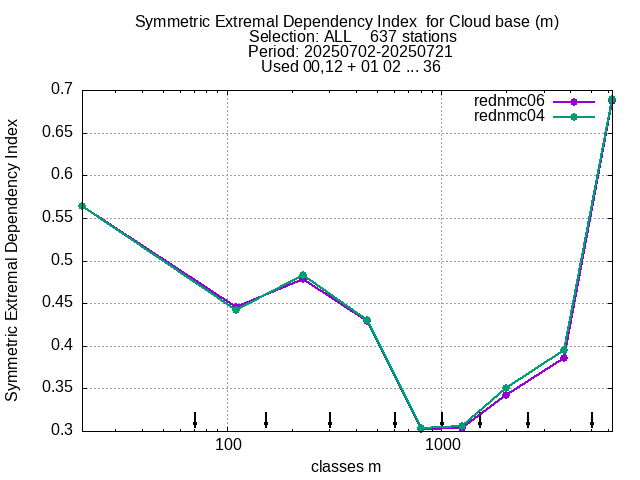 Symmetric Extremal Dependency Index  for Cloud base (m)
Selection: ALL    637 stations
Period: 20250702-20250721
Used 00,12 + 01 02 ... 36
rednmc06
rednmc04
Symmetric Extremal Dependency Index
0.7
0.65
0.6
0.55
0.5
0.45
0.4
0.35
0.3
100
1000
classes m